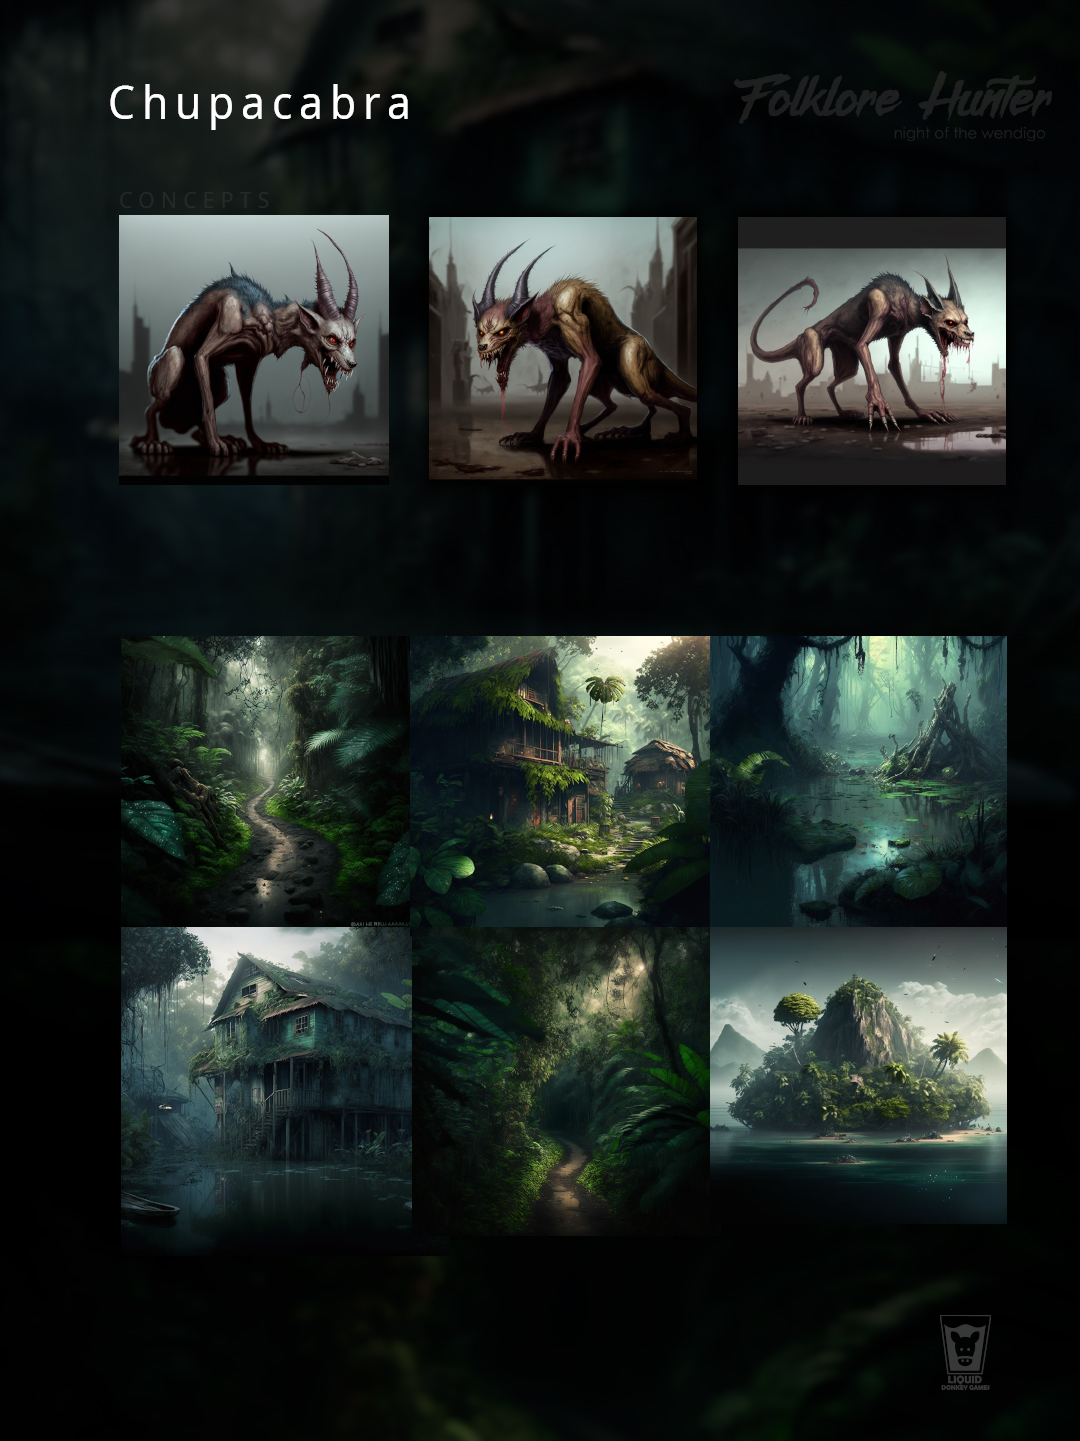 Chupacabra
Folklore Hunter
night of the wendigo
CONCEPTS
LIQUID
DONKEY GAMES